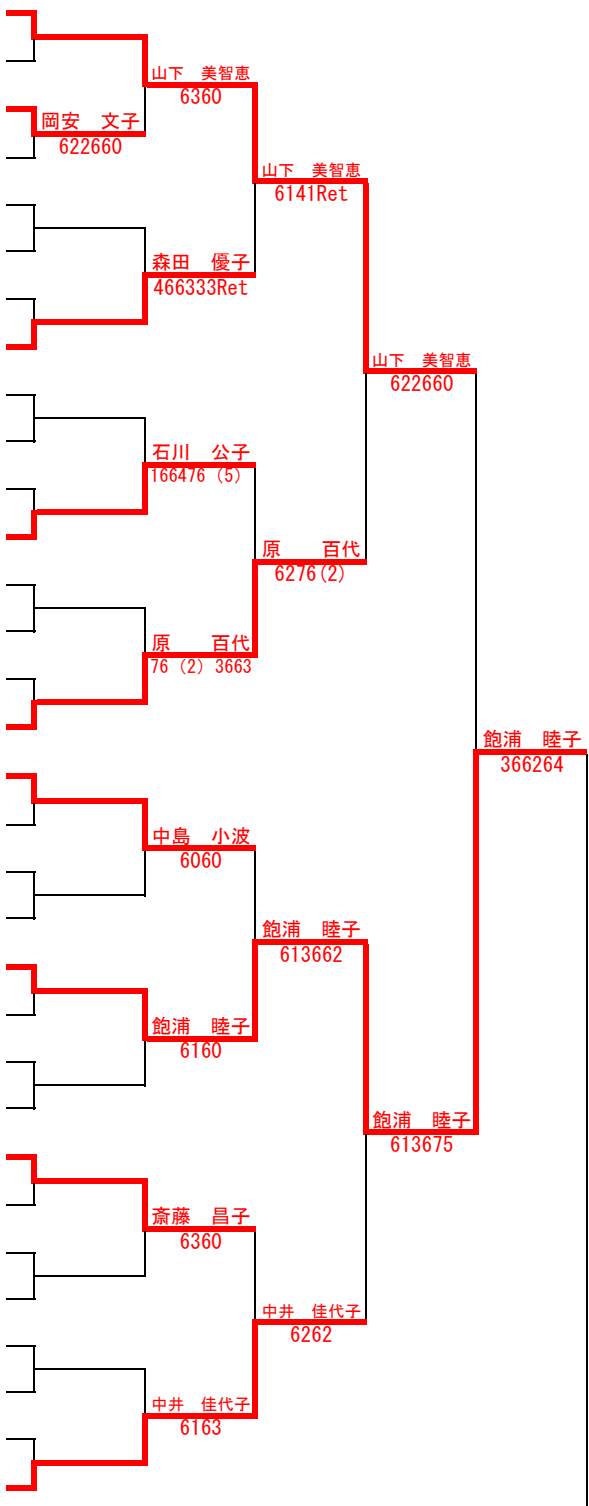 山下　美智恵
6360
岡安　文子
622660
山下　美智恵
6141Ret
森田　優子
466333Ret
山下　美智恵
622660
石川　公子
166476（5）
原　　百代
6276(2)
原　　百代
76（2）3663
飽浦　睦子
366264
中島　小波
6060
飽浦　睦子
613662
飽浦　睦子
6160
飽浦　睦子
613675
斎藤　昌子
6360
中井　佳代子
6262
中井　佳代子
6163